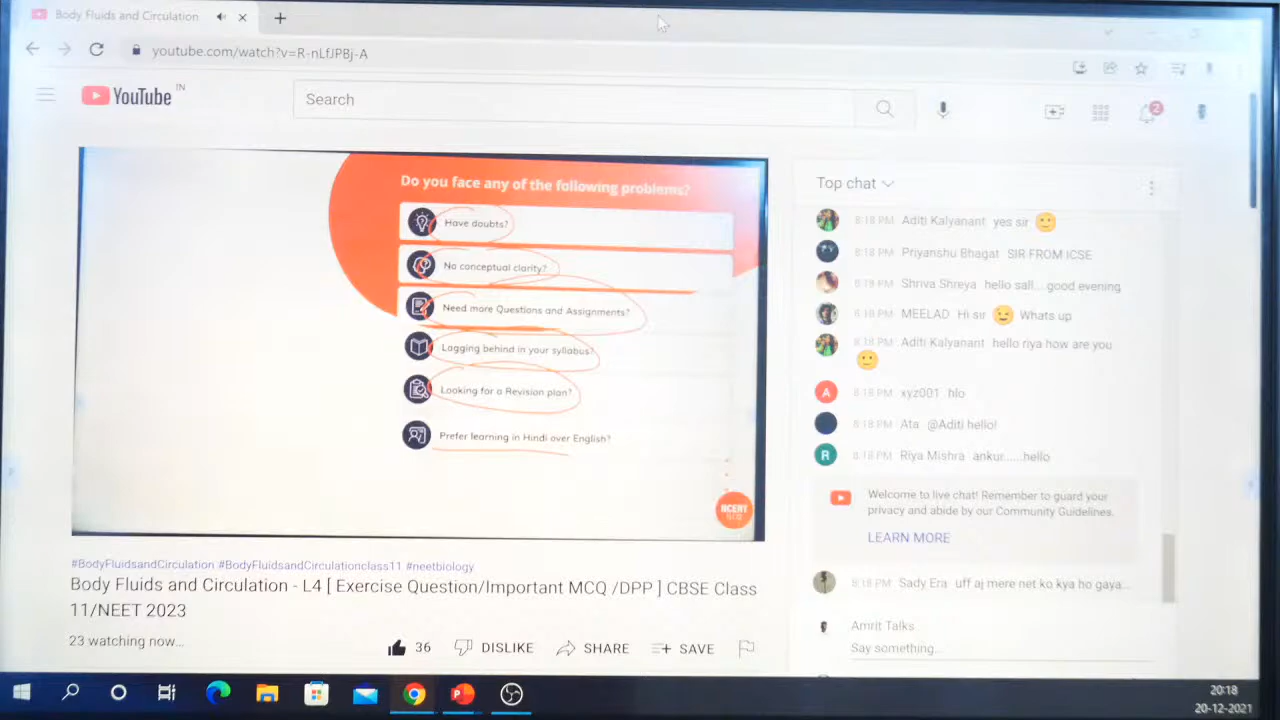 Body Fluids and Circulation
youtube.com/watch?v=R-nLfJPBj-A
YouTube IN
Search
2
Do you face any of the following problems?
Have doubts?
No conceptual clarity?
Need more Questions and Assignments?
Lagging behind in your syllabus?
Looking for a Revision plan?
Prefer learning in Hindi over English?
NCERT
#BodyFluidsandCirculation #BodyFluidsandCirculationclass11 #neetbiology
Body Fluids and Circulation - L4 [ Exercise Question/Important MCQ /DPP ] CBSE Class
11/NEET 2023
23 watching now...
36 DISLIKE SHARE SAVE
Top chat
8:18 PM Aditi Kalyanant yes sir 🙂
8:18 PM Priyanshu Bhagat SIR FROM ICSE
8:18 PM Shriva Shreya hello sall....good evening
8:18 PM MEELAD Hi sir 😉 Whats up
8:18 PM Aditi Kalyanant hello riya how are you
🙂
A 8:18 PM xyz001 hlo
8:18 PM Ata @Aditi hello!
R 8:18 PM Riya Mishra ankur......hello
Welcome to live chat! Remember to guard your
privacy and abide by our Community Guidelines.
LEARN MORE
8:18 PM Sady Era uff aj mere net ko kya ho gaya...
Amrit Talks
Say something...
20:18
20-12-2021